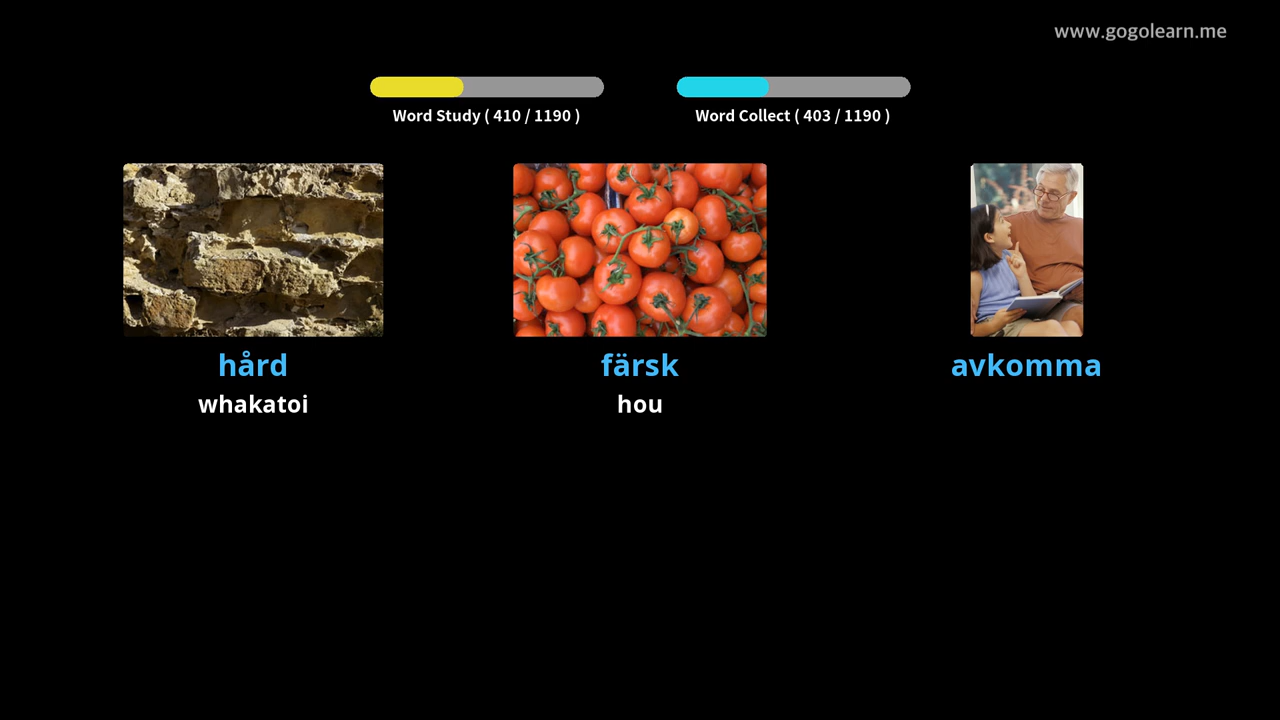 www.gogolearn.me
Word Study ( 410 / 1190 )
Word Collect ( 403 / 1190 )
hård
whakatoi
färsk
hou
avkomma